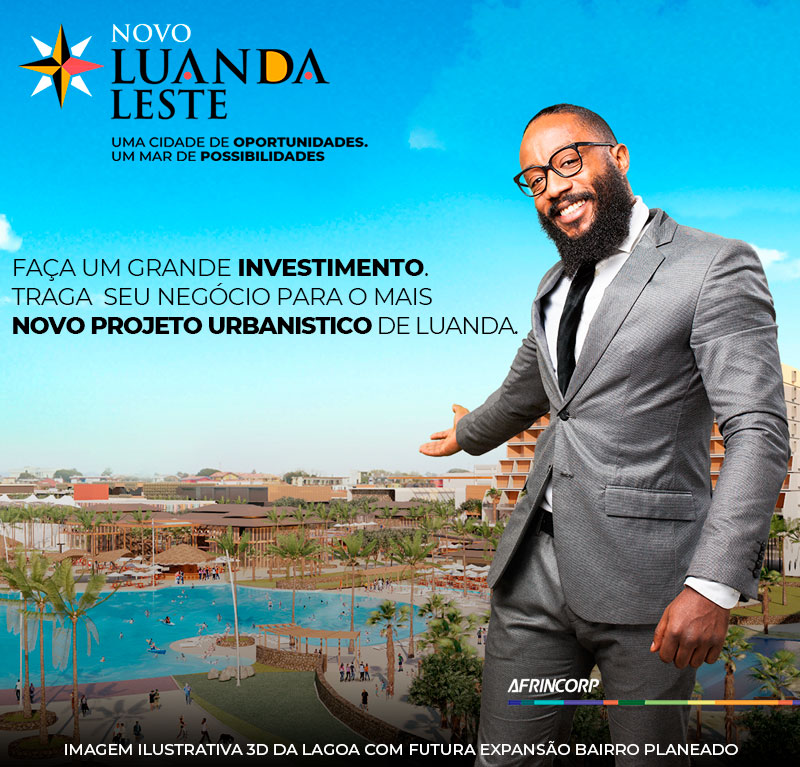 NOVO
LUANDA
LESTE
UMA CIDADE DE OPORTUNIDADES.
UM MAR DE POSSIBILIDADES
FAÇA UM GRANDE INVESTIMENTO.
TRAGA SEU NEGÓCIO PARA O MAIS
NOVO PROJETO URBANISTICO DE LUANDA.
AFRINCORP
IMAGEM ILUSTRATIVA 3D DA LAGOA COM FUTURA EXPANSÃO BAIRRO PLANEADO